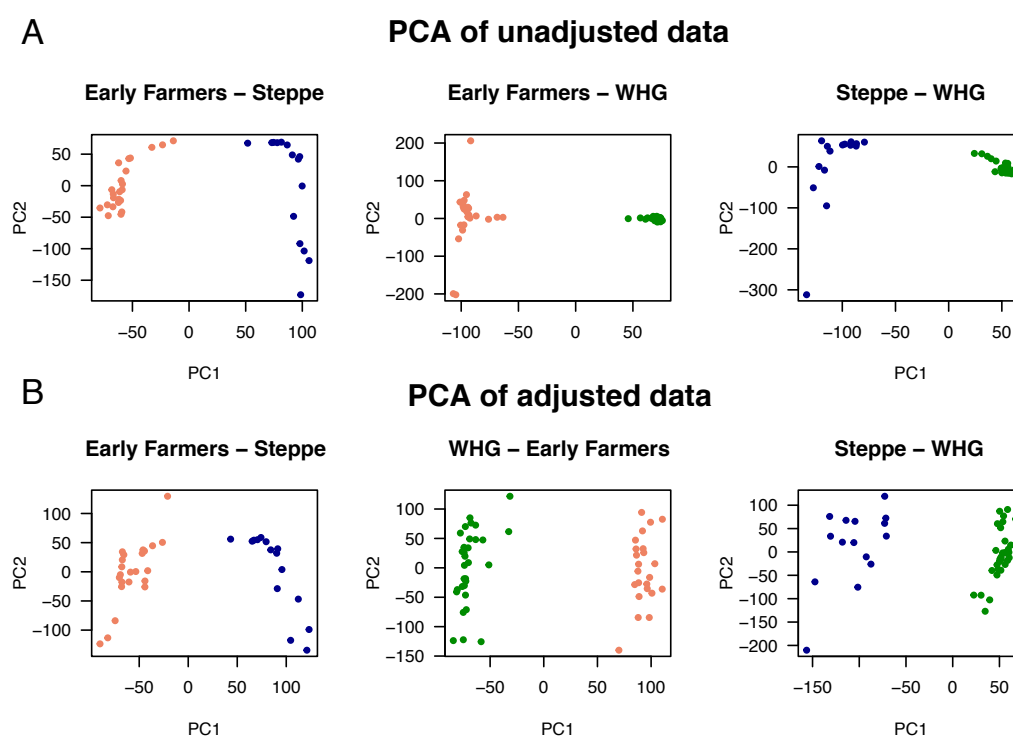 A
PCA of unadjusted data
Early Farmers – Steppe
Early Farmers – WHG
Steppe – WHG
PC2
50
0
−50
−100
−150
−50
0
50
100
PC1
PC2
200
100
0
−100
−200
−100
−50
0
50
PC2
0
−100
−200
−300
−100
−50
0
50
PC1
B
PCA of adjusted data
Early Farmers – Steppe
WHG – Early Farmers
Steppe – WHG
PC2
100
50
0
−50
−100
−50
0
50
100
PC1
PC2
100
50
0
−50
−100
−150
−50
0
50
100
PC1
PC2
100
50
0
−50
−100
−150
−200
−150
−50
0
50
PC1